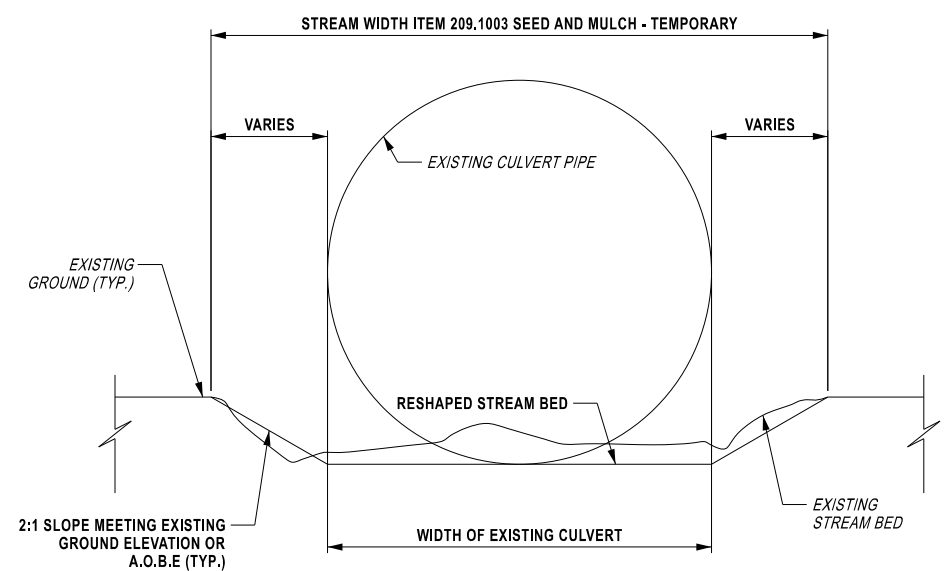 STREAM WIDTH ITEM 209.1003 SEED AND MULCH - TEMPORARY
VARIES
VARIES
EXISTING CULVERT PIPE
EXISTING
GROUND (TYP.)
RESHAPED STREAM BED
2:1 SLOPE MEETING EXISTING
GROUND ELEVATION OR
A.O.B.E (TYP.)
WIDTH OF EXISTING CULVERT
EXISTING
STREAM BED